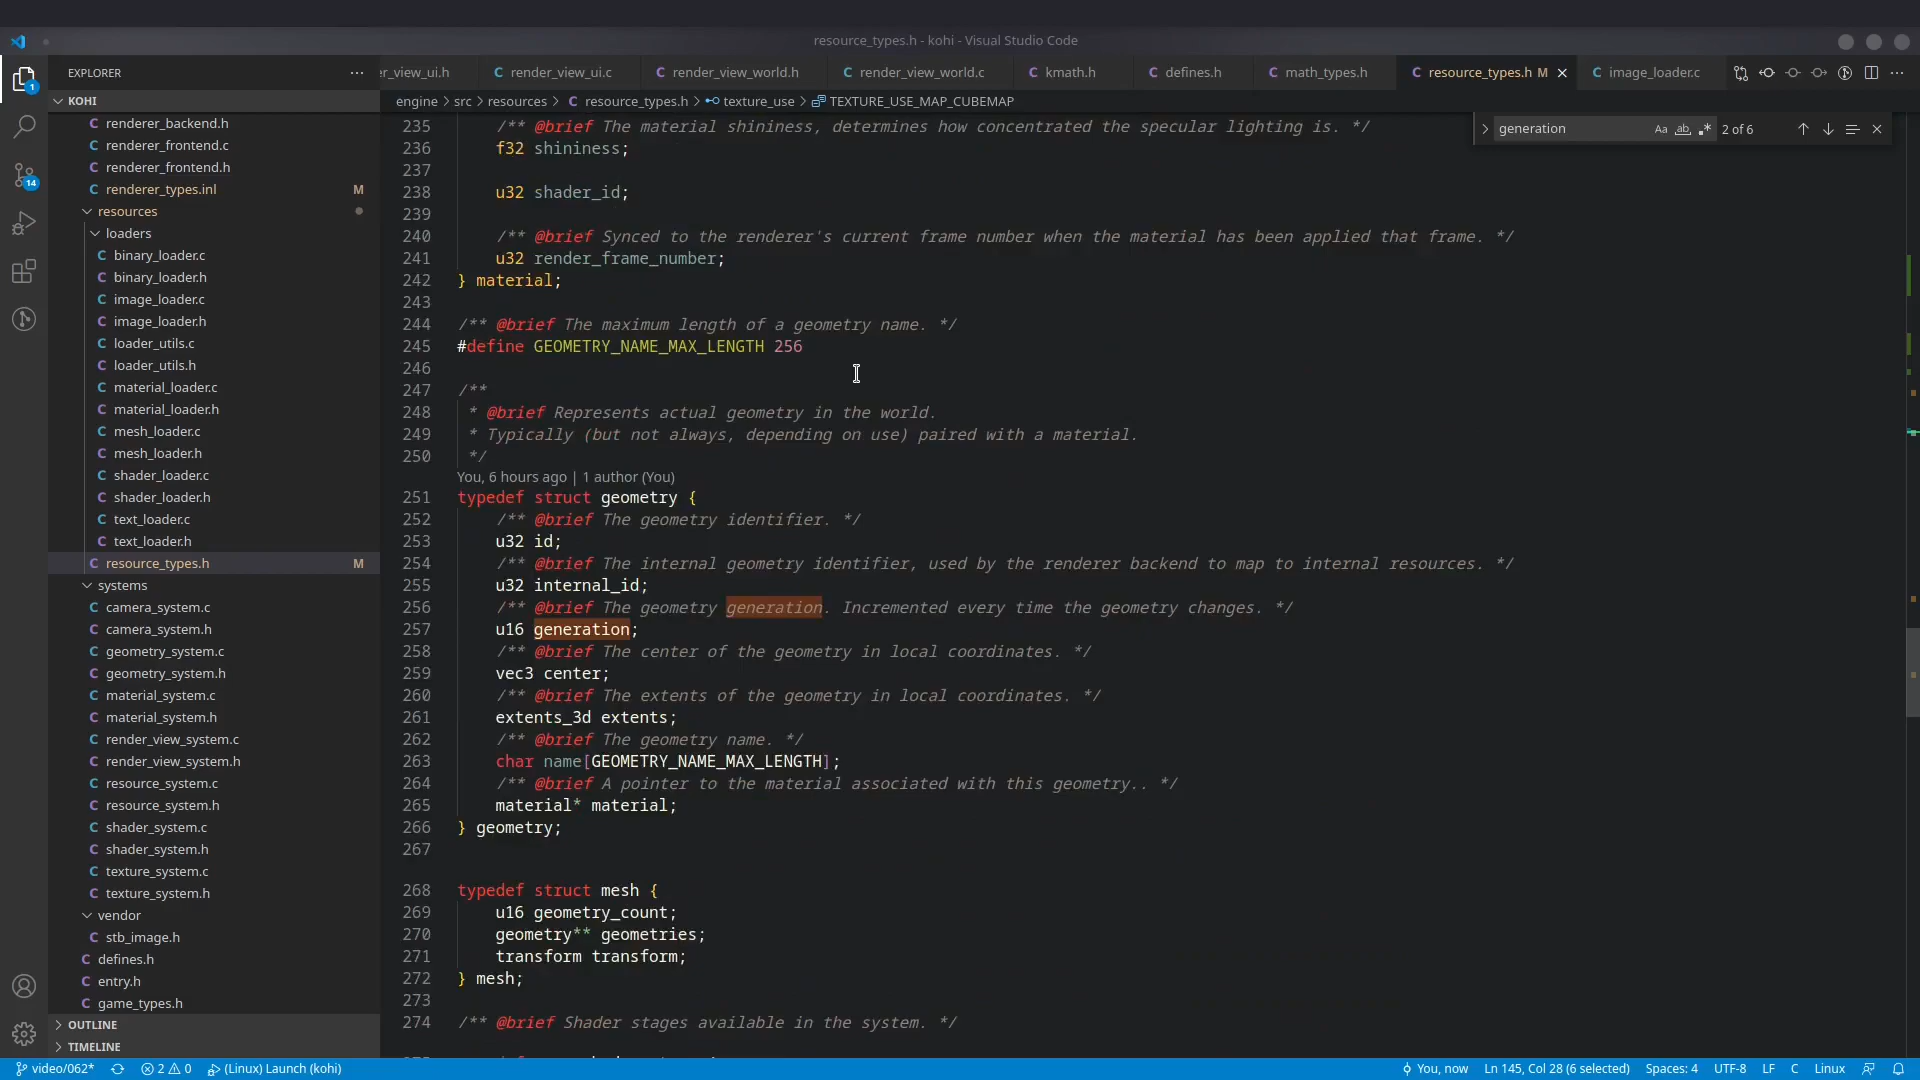 resource_types.h - kohi - Visual Studio Code
EXPLORER
er_view_ui.h
render_view_ui.c
render_view_world.h
render_view_world.c
kmath.h
defines.h
math_types.h
resource_types.h M
image_loader.c
KOHI
engine > src > resources > C resource_types.h > texture_use > TEXTURE_USE_MAP_CUBEMAP
generation
Aa ab 2 of 6
C renderer_backend.h
C renderer_frontend.c
C renderer_frontend.h
C renderer_types.inl M
resources
loaders
C binary_loader.c
C binary_loader.h
C image_loader.c
C image_loader.h
C loader_utils.c
C loader_utils.h
C material_loader.c
C material_loader.h
C mesh_loader.c
C mesh_loader.h
C shader_loader.c
C shader_loader.h
C text_loader.c
C text_loader.h
C resource_types.h M
systems
C camera_system.c
C camera_system.h
C geometry_system.c
C geometry_system.h
C material_system.c
C material_system.h
C render_view_system.c
C render_view_system.h
C resource_system.c
C resource_system.h
C shader_system.c
C shader_system.h
C texture_system.c
C texture_system.h
vendor
C stb_image.h
C defines.h
C entry.h
C game_types.h
OUTLINE
TIMELINE
1
14
235 /** @brief The material shininess, determines how concentrated the specular lighting is. */
236 f32 shininess;
237
238 u32 shader_id;
239
240 /** @brief Synced to the renderer's current frame number when the material has been applied that frame. */
241 u32 render_frame_number;
242 } material;
243
244 /** @brief The maximum length of a geometry name. */
245 #define GEOMETRY_NAME_MAX_LENGTH 256
246
247 /**
248 * @brief Represents actual geometry in the world.
249 * Typically (but not always, depending on use) paired with a material.
250 */
You, 6 hours ago | 1 author (You)
251 typedef struct geometry {
252 /** @brief The geometry identifier. */
253 u32 id;
254 /** @brief The internal geometry identifier, used by the renderer backend to map to internal resources. */
255 u32 internal_id;
256 /** @brief The geometry generation. Incremented every time the geometry changes. */
257 u16 generation;
258 /** @brief The center of the geometry in local coordinates. */
259 vec3 center;
260 /** @brief The extents of the geometry in local coordinates. */
261 extents_3d extents;
262 /** @brief The geometry name. */
263 char name[GEOMETRY_NAME_MAX_LENGTH];
264 /** @brief A pointer to the material associated with this geometry.. */
265 material* material;
266 } geometry;
267
268 typedef struct mesh {
269 u16 geometry_count;
270 geometry** geometries;
271 transform transform;
272 } mesh;
273
274 /** @brief Shader stages available in the system. */
video/062* 2 0 (Linux) Launch (kohi)
You, now Ln 145, Col 28 (6 selected) Spaces: 4 UTF-8 LF C Linux